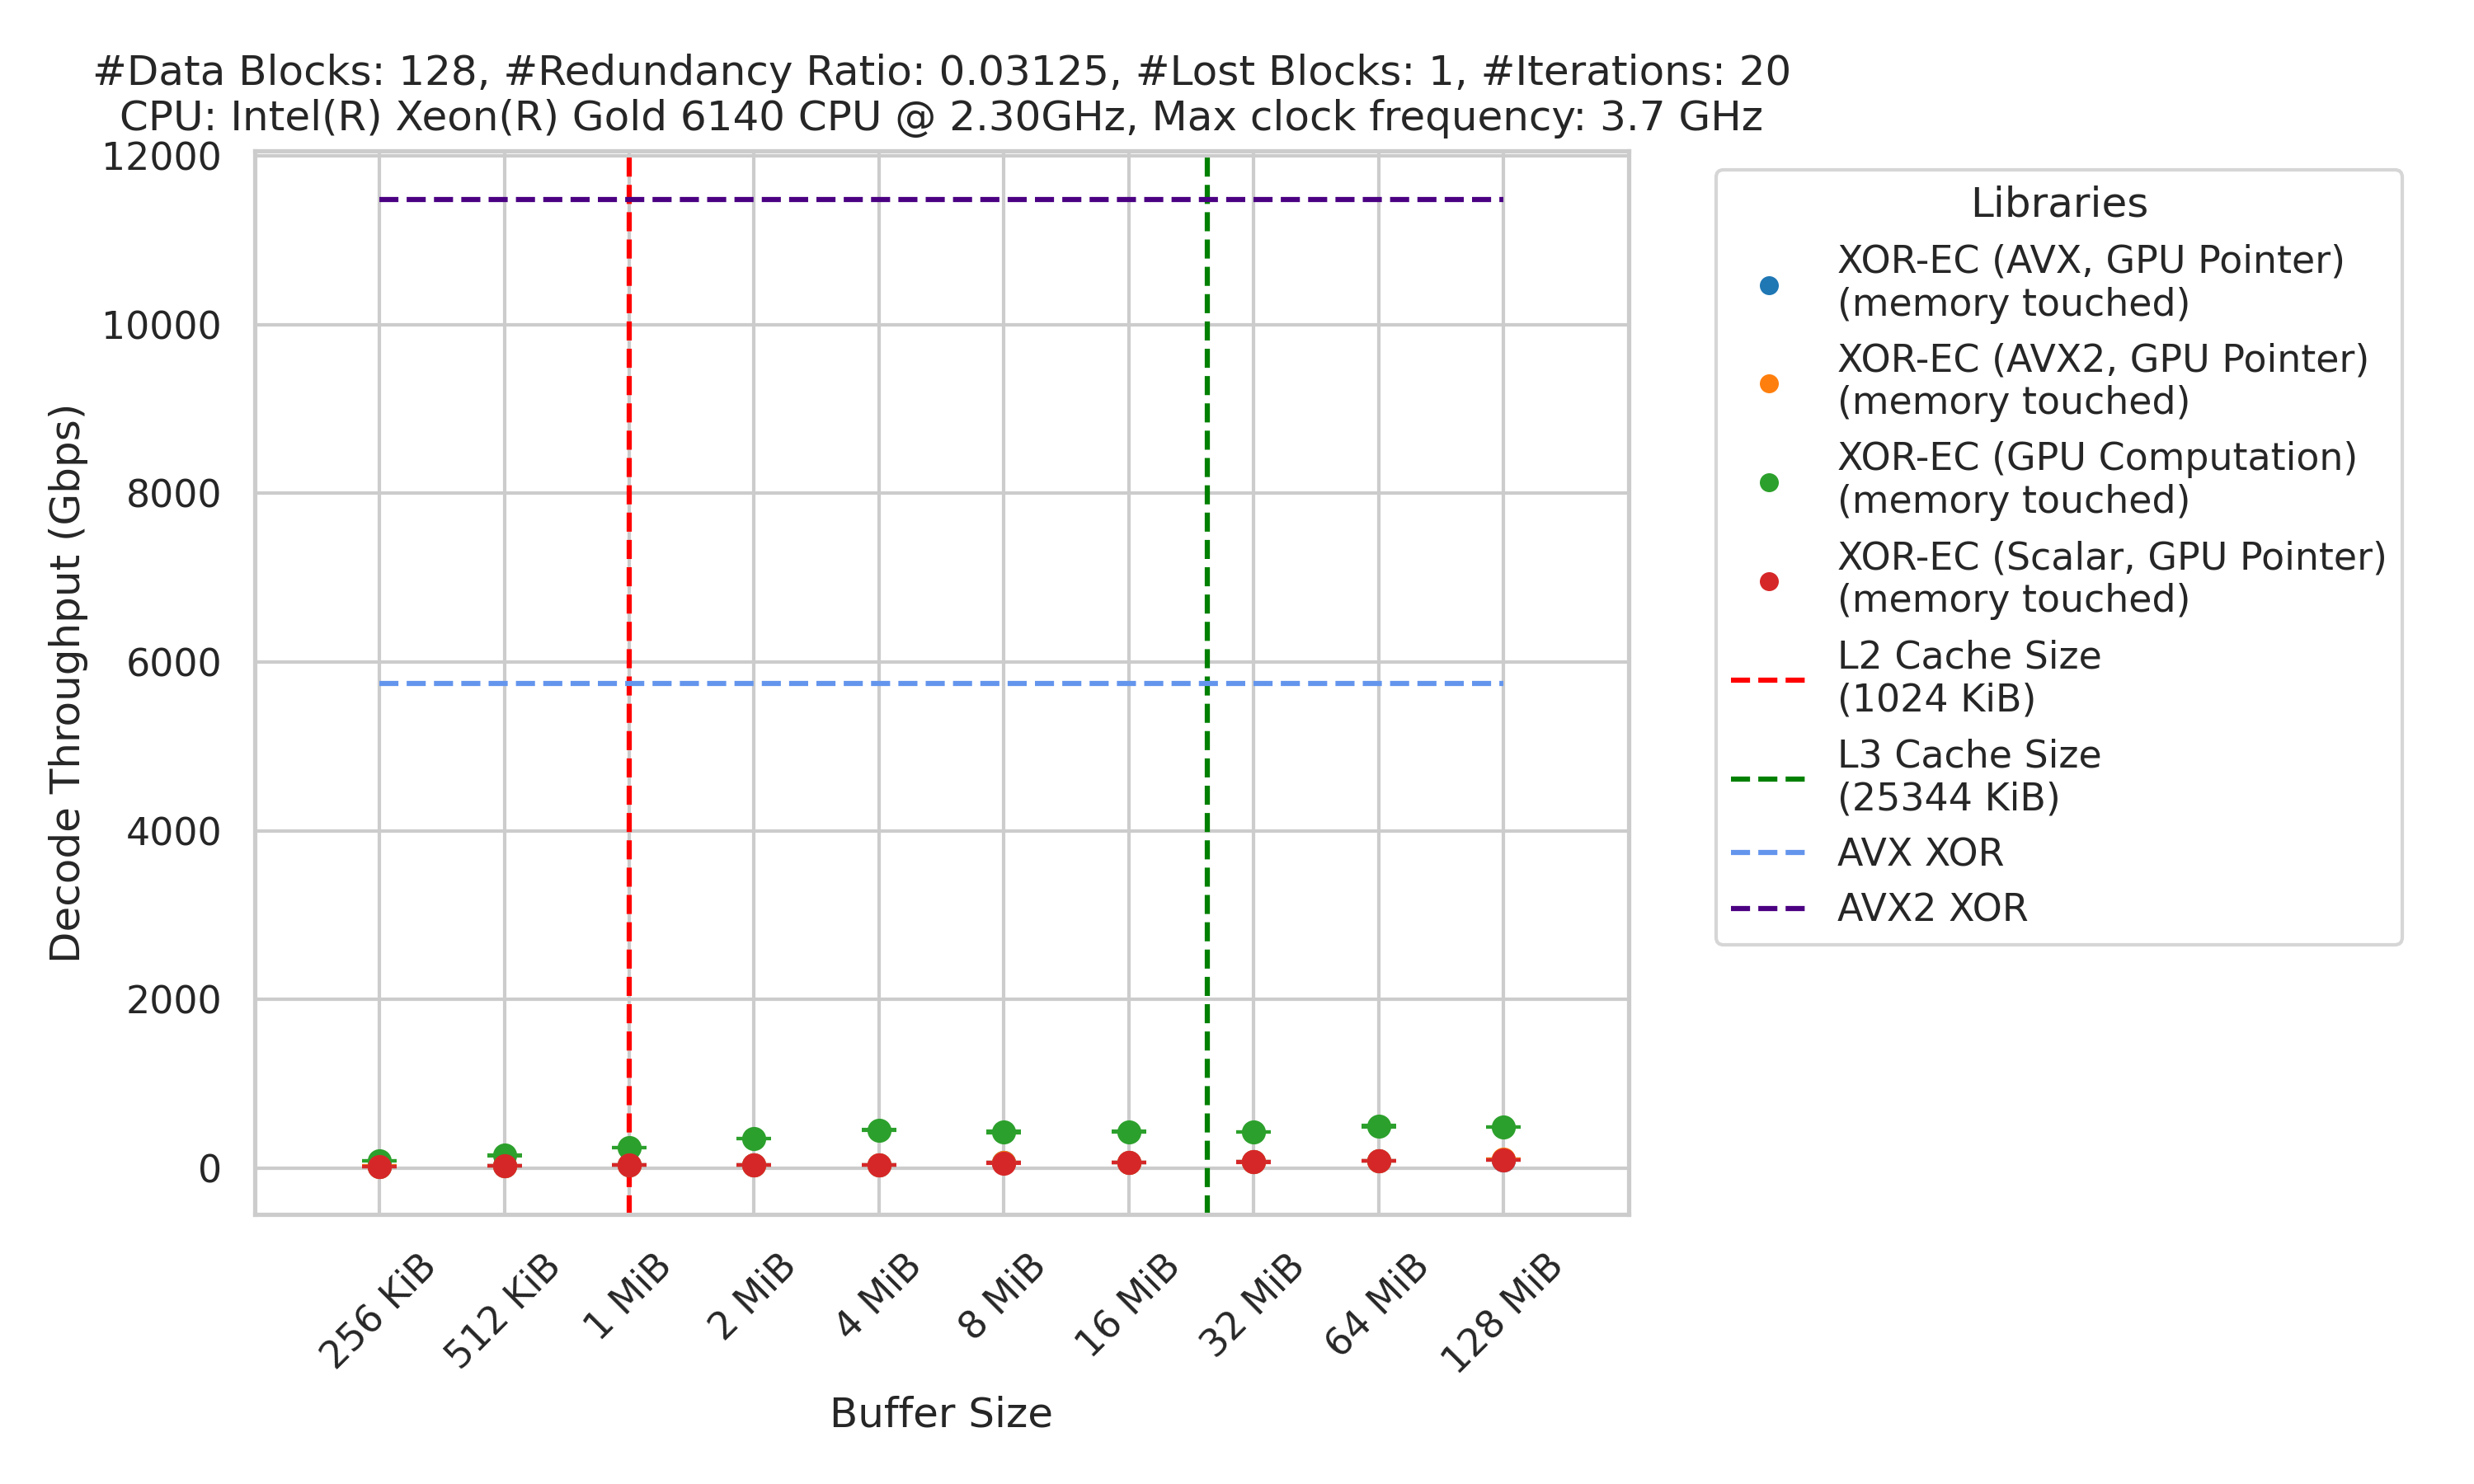 #Data Blocks: 128, #Redundancy Ratio: 0.03125, #Lost Blocks: 1, #Iterations: 20
CPU: Intel(R) Xeon(R) Gold 6140 CPU @ 2.30GHz, Max clock frequency: 3.7 GHz
Decode Throughput (Gbps)
12000
10000
8000
6000
4000
2000
0
256 KiB
512 KiB
1 MiB
2 MiB
4 MiB
8 MiB
16 MiB
32 MiB
64 MiB
128 MiB
Buffer Size
Libraries
XOR-EC (AVX, GPU Pointer)
(memory touched)
XOR-EC (AVX2, GPU Pointer)
(memory touched)
XOR-EC (GPU Computation)
(memory touched)
XOR-EC (Scalar, GPU Pointer)
(memory touched)
L2 Cache Size
(1024 KiB)
L3 Cache Size
(25344 KiB)
AVX XOR
AVX2 XOR